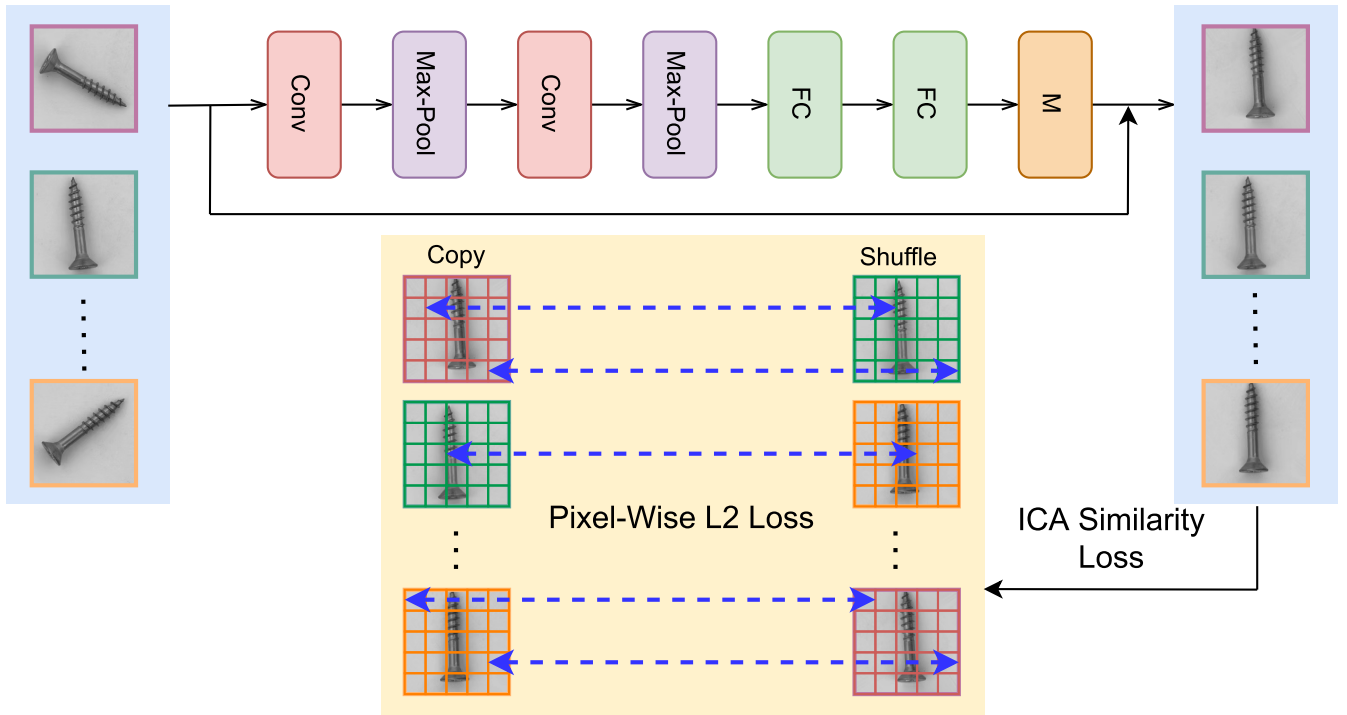 Conv
Max-Pool
Conv
Max-Pool
FC
FC
M
Copy
Shuffle
Pixel-Wise L2 Loss
ICA Similarity
Loss